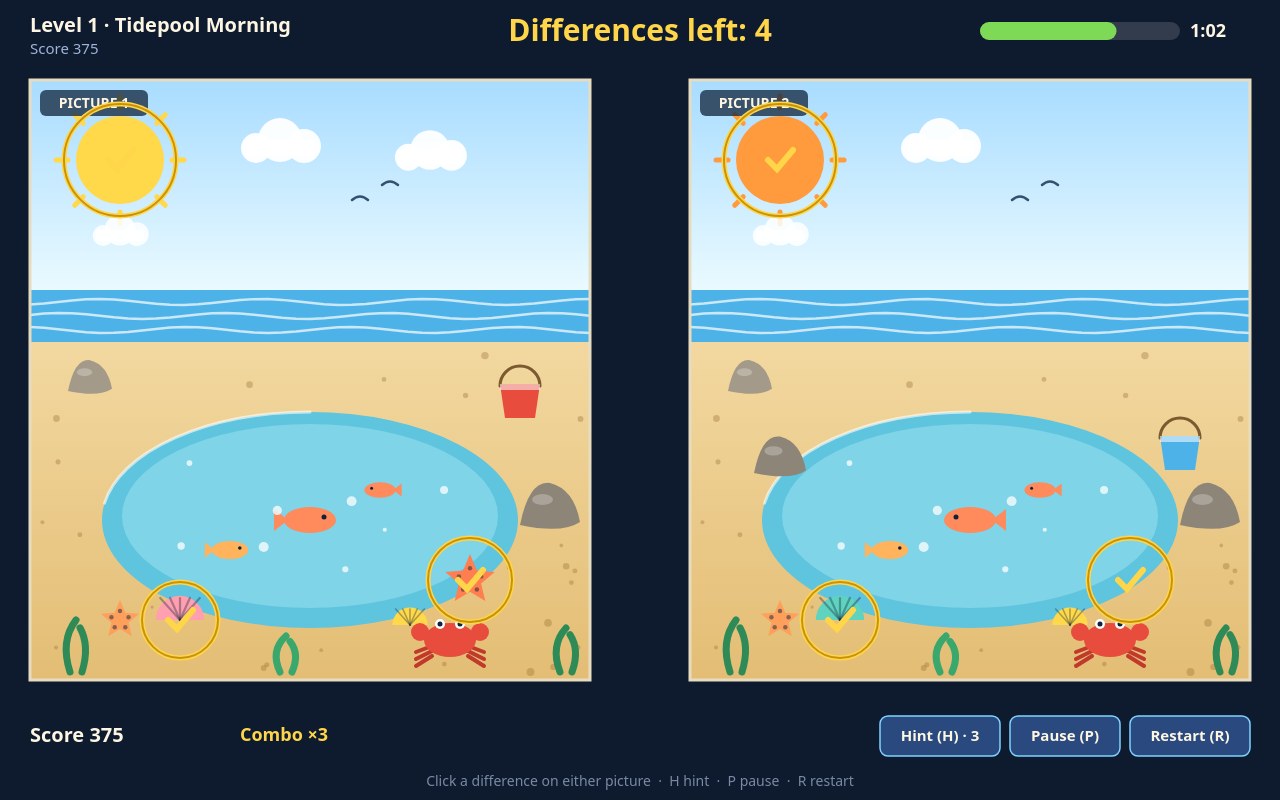 Level 1 · Tidepool Morning
Score 375
Differences left: 4
1:02
PICTURE 1
PICTURE 2
Score 375
Combo ×3
Hint (H) · 3
Pause (P)
Restart (R)
Click a difference on either picture · H hint · P pause · R restart